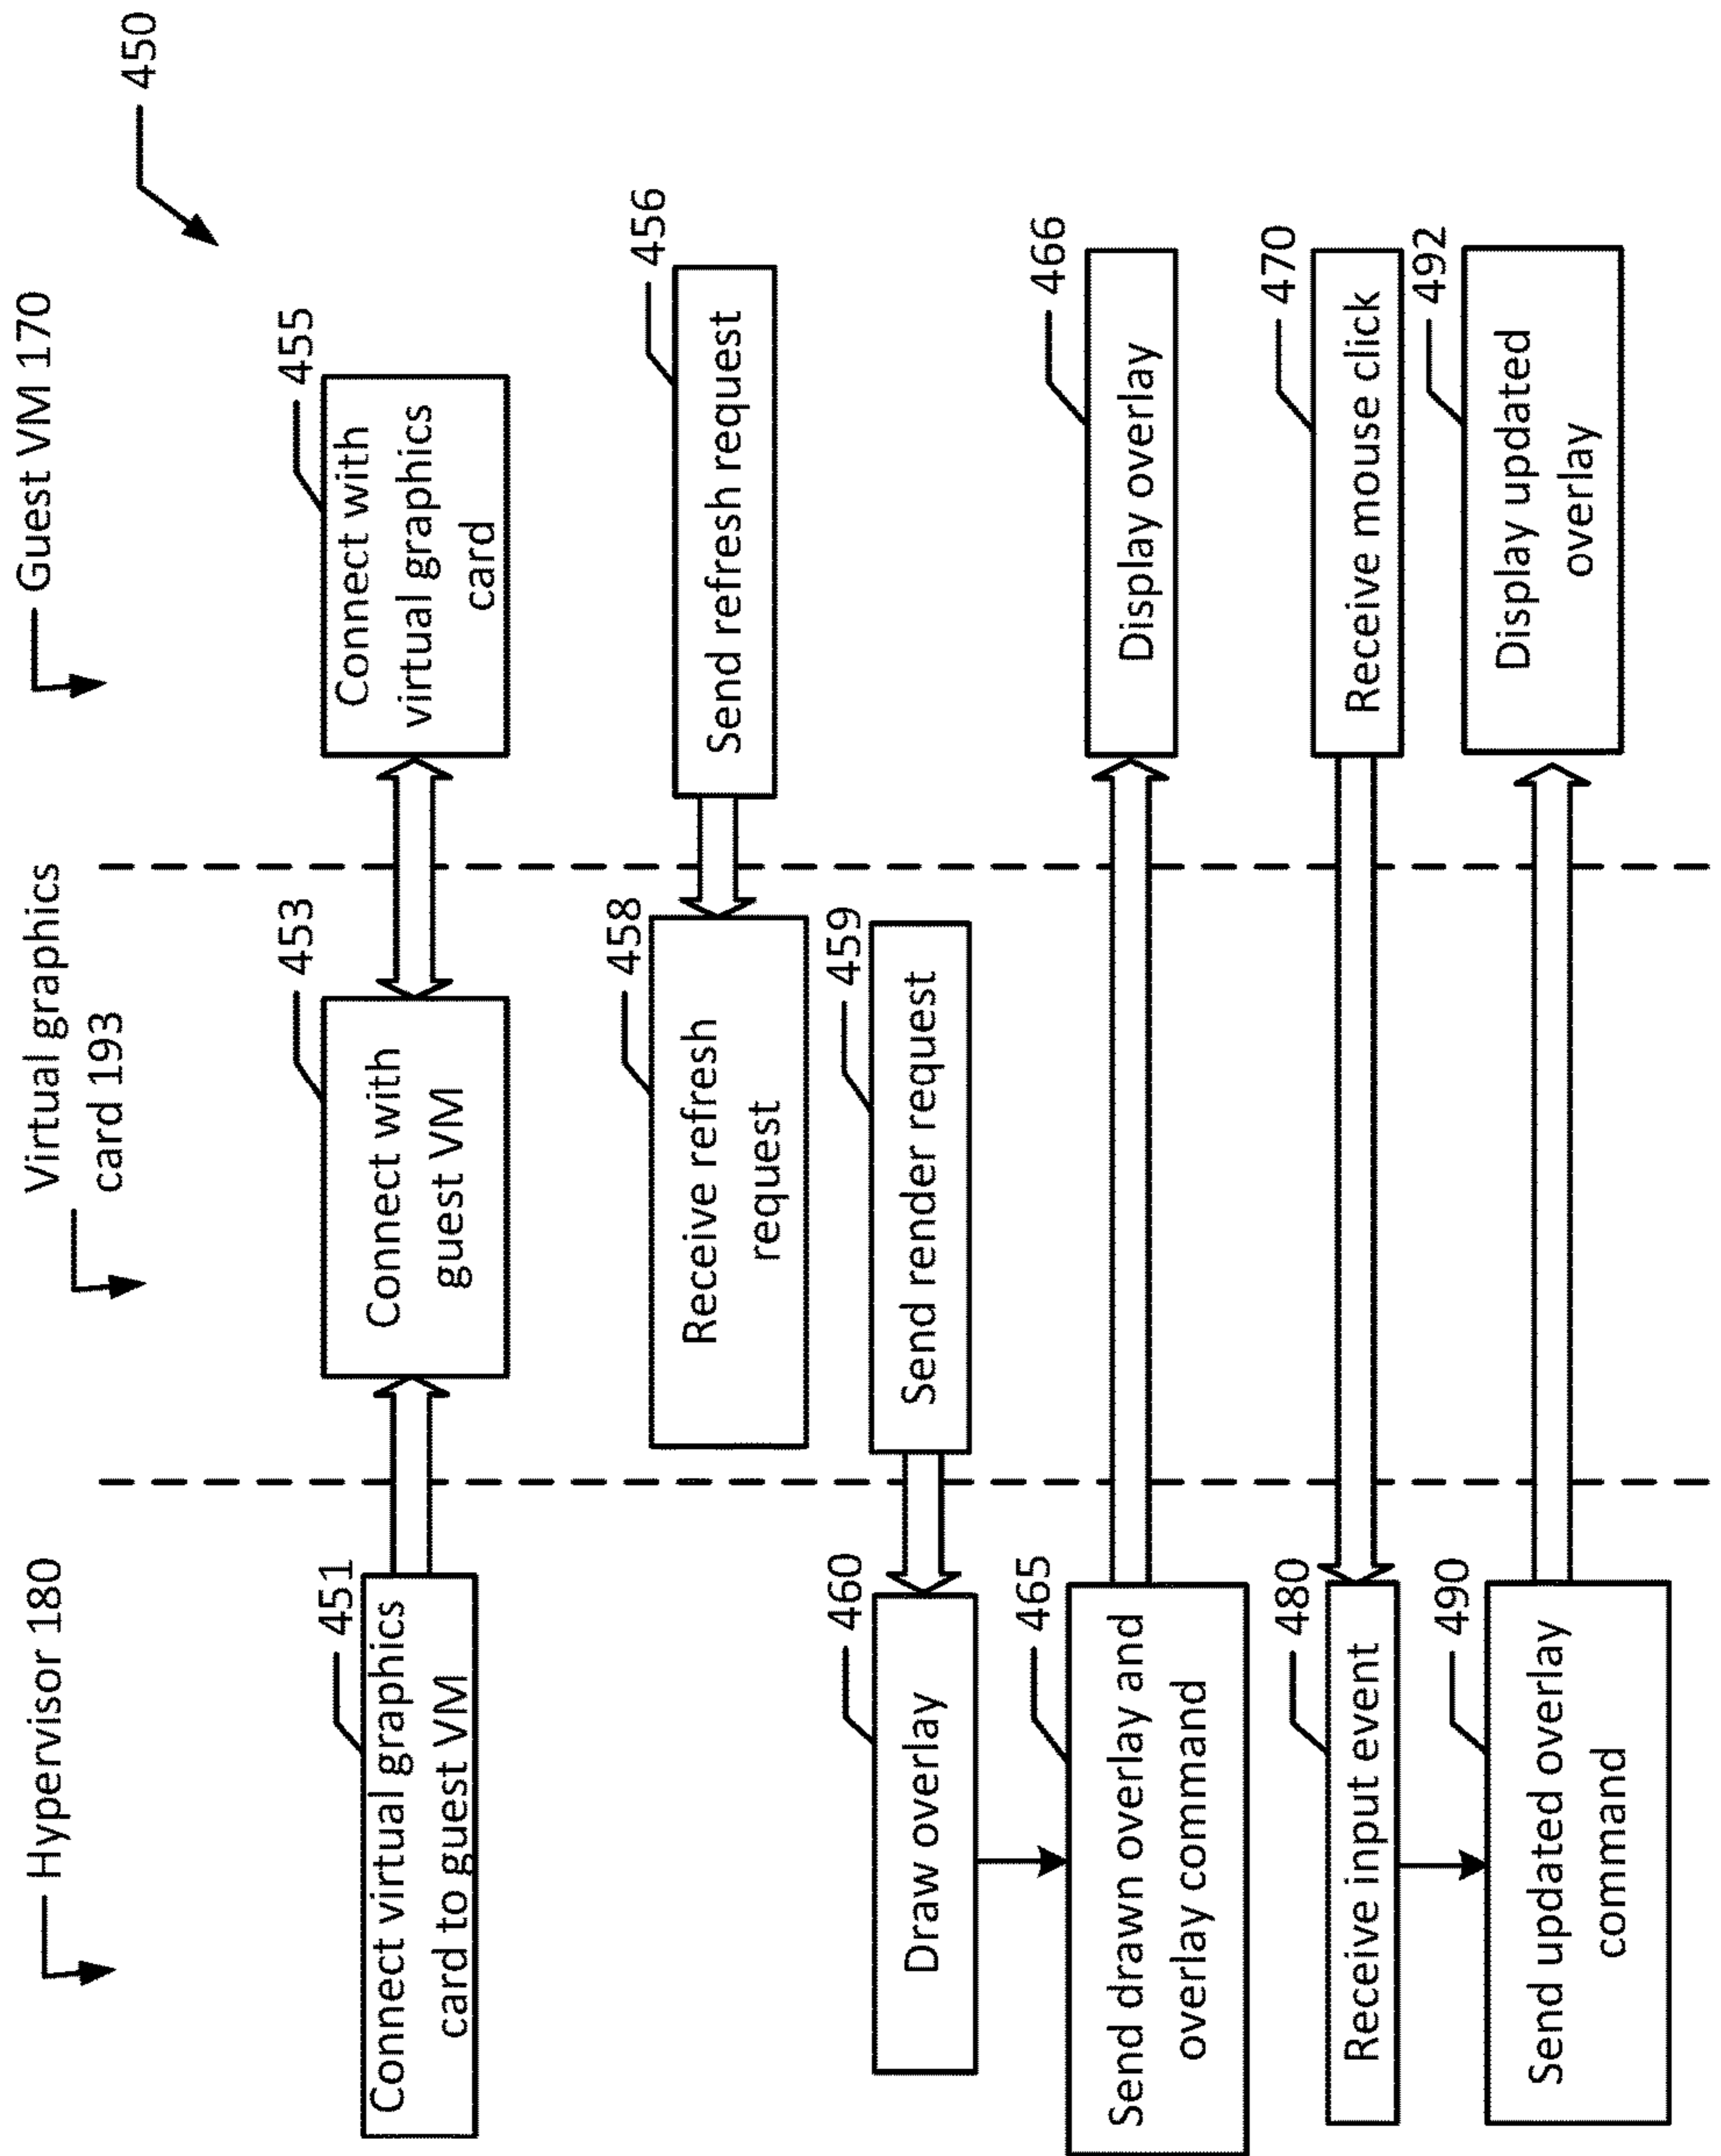 Hypervisor 180
Virtual graphics
card 193
Guest VM 170
450
451
Connect virtual graphics
card to guest VM
453
Connect with
guest VM
455
Connect with
virtual graphics
card
456
Send refresh request
458
Receive refresh
request
459
Send render request
460
Draw overlay
465
Send drawn overlay and
overlay command
466
Display overlay
470
Receive mouse click
480
Receive input event
490
Send updated overlay
command
492
Display updated
overlay